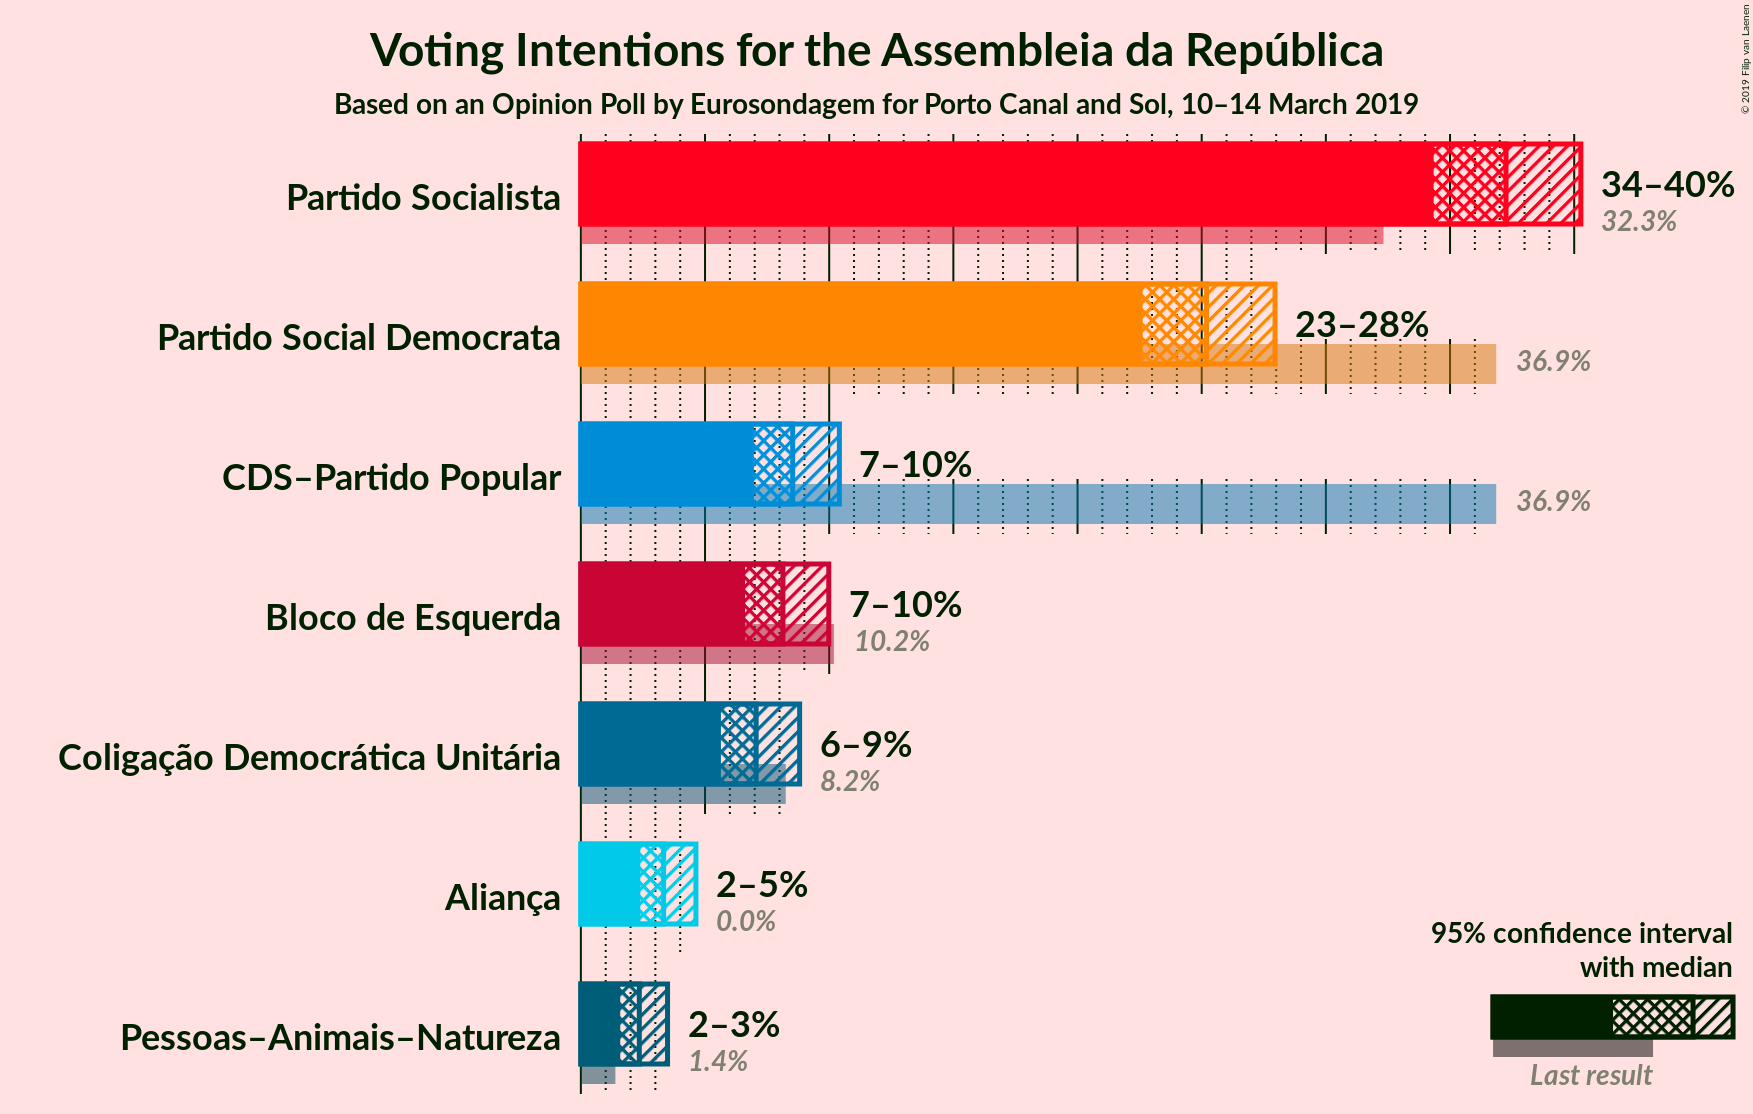 Voting Intentions for the Assembleia da República
Based on an Opinion Poll by Eurosondagem for Porto Canal and Sol, 10–14 March 2019
© 2019 Filip van Laenen
Partido Socialista
34–40%
32.3%
Partido Social Democrata
23–28%
36.9%
CDS–Partido Popular
7–10%
36.9%
Bloco de Esquerda
7–10%
10.2%
Coligação Democrática Unitária
6–9%
8.2%
Aliança
2–5%
0.0%
Pessoas–Animais–Natureza
2–3%
1.4%
95% confidence interval
with median
Last result